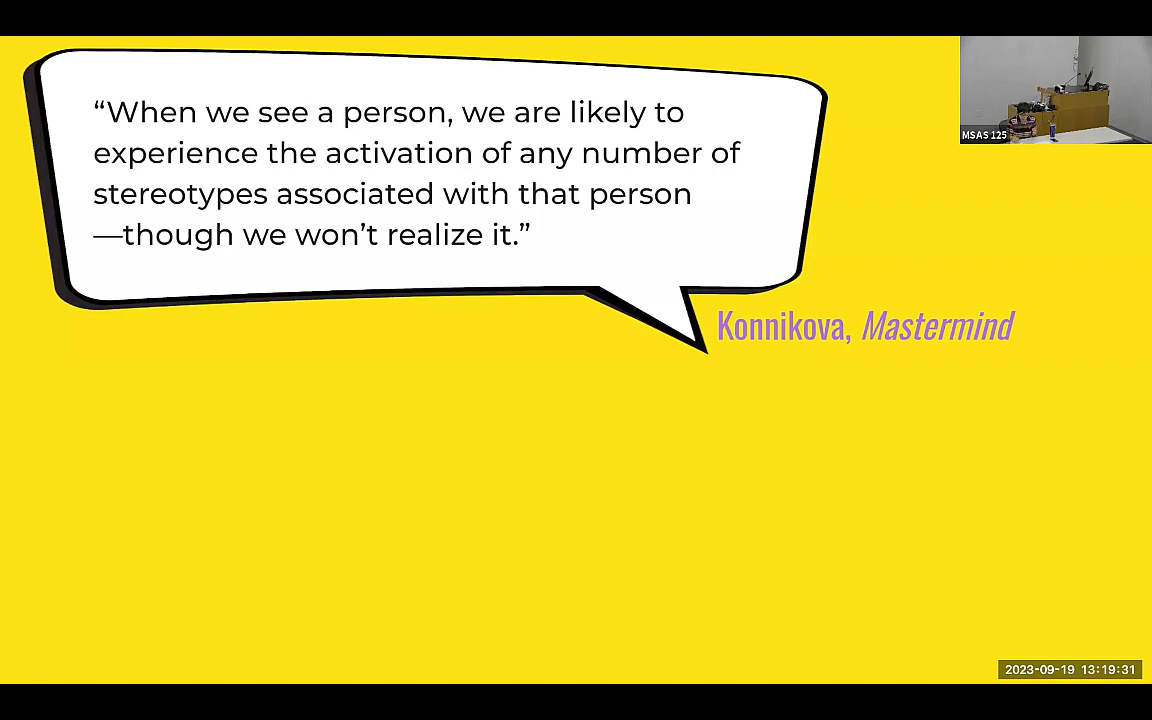 “When we see a person, we are likely to
experience the activation of any number of
stereotypes associated with that person
—though we won’t realize it.”
Konnikova, Mastermind
MSAS 125
2023-09-19 13:19:31